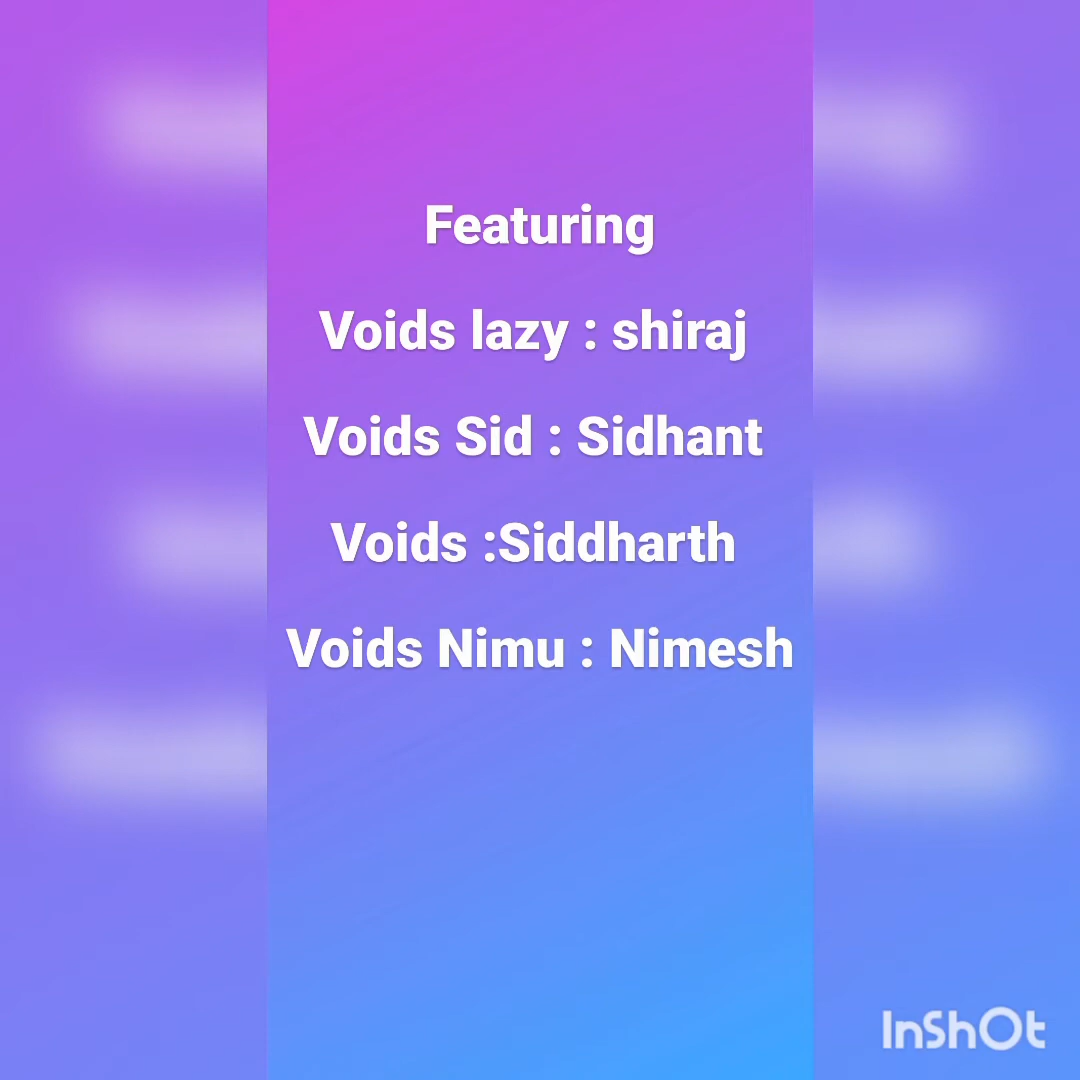 Featuring
Voids lazy : shiraj
Voids Sid : Sidhant
Voids :Siddharth
Voids Nimu : Nimesh
InShOt